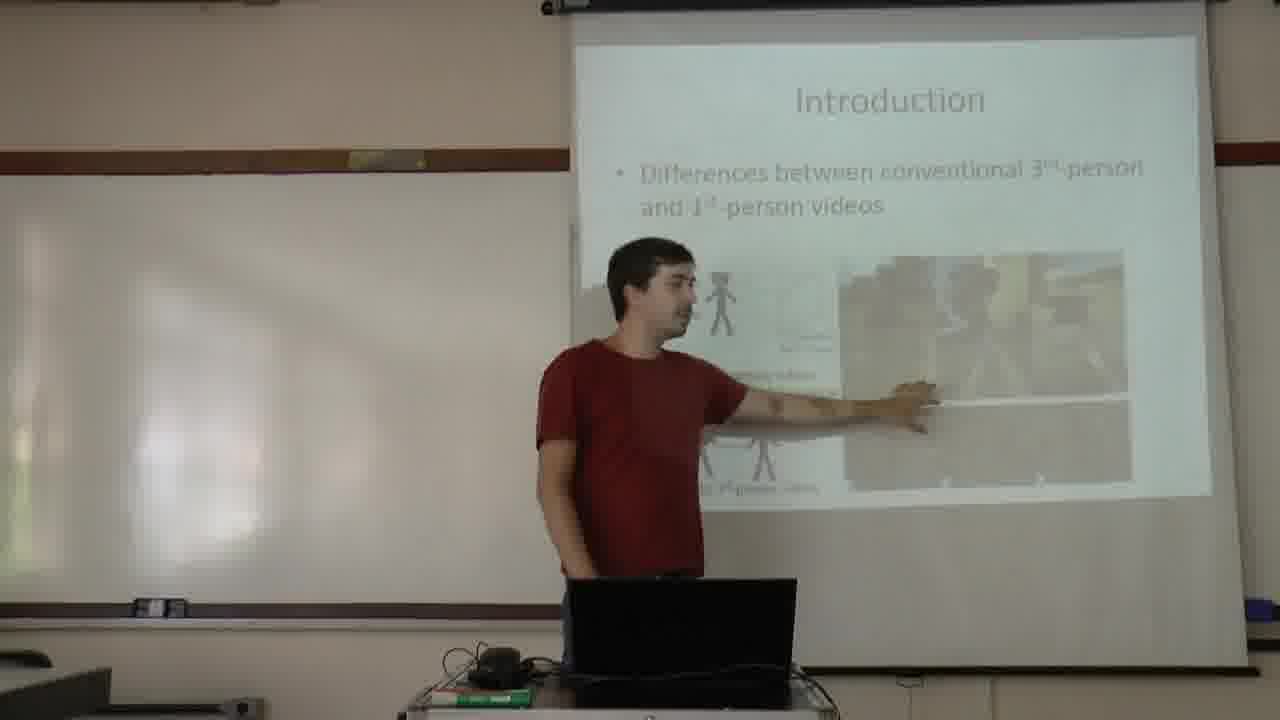 Introduction
• Differences between conventional 3rd-person
and 1st-person videos